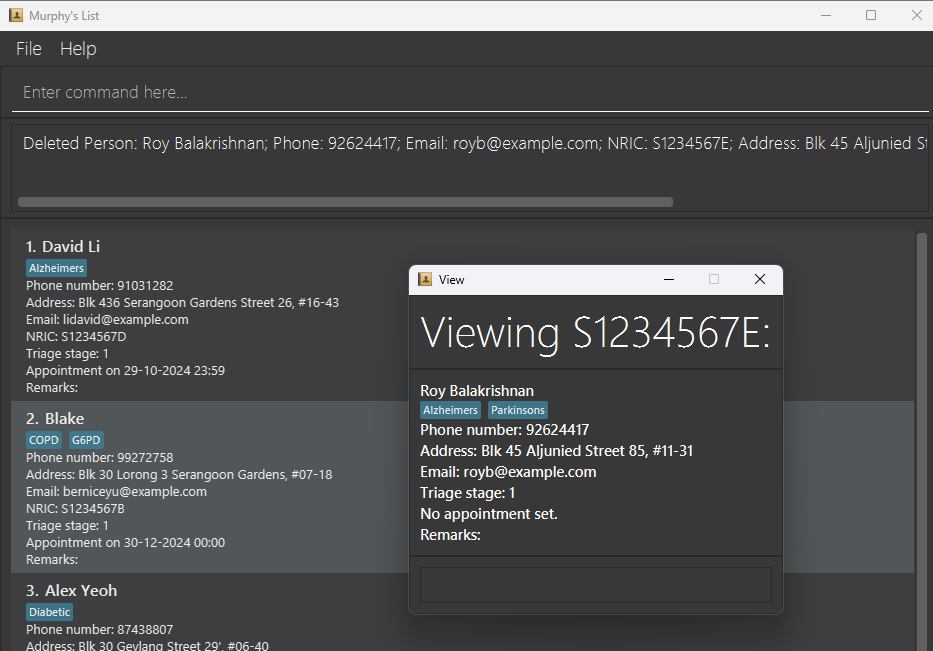 Murphy's List
File Help
Enter command here...
Deleted Person: Roy Balakrishnan; Phone: 92624417; Email: royb@example.com; NRIC: S1234567E; Address: Blk 45 Aljunied St
1. David Li
Alzheimers
Phone number: 91031282
Address: Blk 436 Serangoon Gardens Street 26, #16-43
Email: lidavid@example.com
NRIC: S1234567D
Triage stage: 1
Appointment on 29-10-2024 23:59
Remarks:
2. Blake
COPD G6PD
Phone number: 99272758
Address: Blk 30 Lorong 3 Serangoon Gardens, #07-18
Email: berniceyu@example.com
NRIC: S1234567B
Triage stage: 1
Appointment on 30-12-2024 00:00
Remarks:
3. Alex Yeoh
Diabetic
Phone number: 87438807
Address: Blk 30 Geylang Street 29', #06-40
View
Viewing S1234567E:
Roy Balakrishnan
Alzheimers Parkinsons
Phone number: 92624417
Address: Blk 45 Aljunied Street 85, #11-31
Email: royb@example.com
Triage stage: 1
No appointment set.
Remarks: